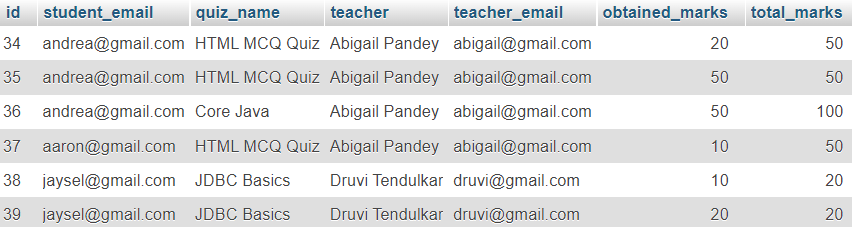 id student_email quiz_name teacher teacher_email obtained_marks total_marks
34 andrea@gmail.com HTML MCQ Quiz Abigail Pandey abigail@gmail.com 20 50
35 andrea@gmail.com HTML MCQ Quiz Abigail Pandey abigail@gmail.com 50 50
36 andrea@gmail.com Core Java Abigail Pandey abigail@gmail.com 50 100
37 aaron@gmail.com HTML MCQ Quiz Abigail Pandey abigail@gmail.com 10 50
38 jaysel@gmail.com JDBC Basics Druvi Tendulkar druvi@gmail.com 10 20
39 jaysel@gmail.com JDBC Basics Druvi Tendulkar druvi@gmail.com 20 20